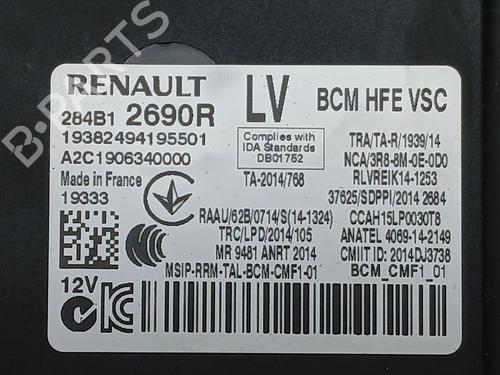 B-PARTS
RENAULT LV BCM HFE VSC
284B1 2690R
19382494195501
A2C1906340000
Made in France
19333
Complies with
IDA Standards
DB01752
TA-2014/768
TRA/TA-R/1939/14
NCA/3R8-8M-0E-0D0
RLVREIK14-1253
37625/SDPPI/2014 2684
RAAU/62B/0714/S(14-1324) CCAH15LP0030T8
TRC/LPD/2014/105 ANATEL 4069-14-2149
MR 9481 ANRT 2014 CMIIT ID: 2014DJ3738
MSIP-RRM-TAL-BCM-CMF1-01 BCM_CMF1_01
12V